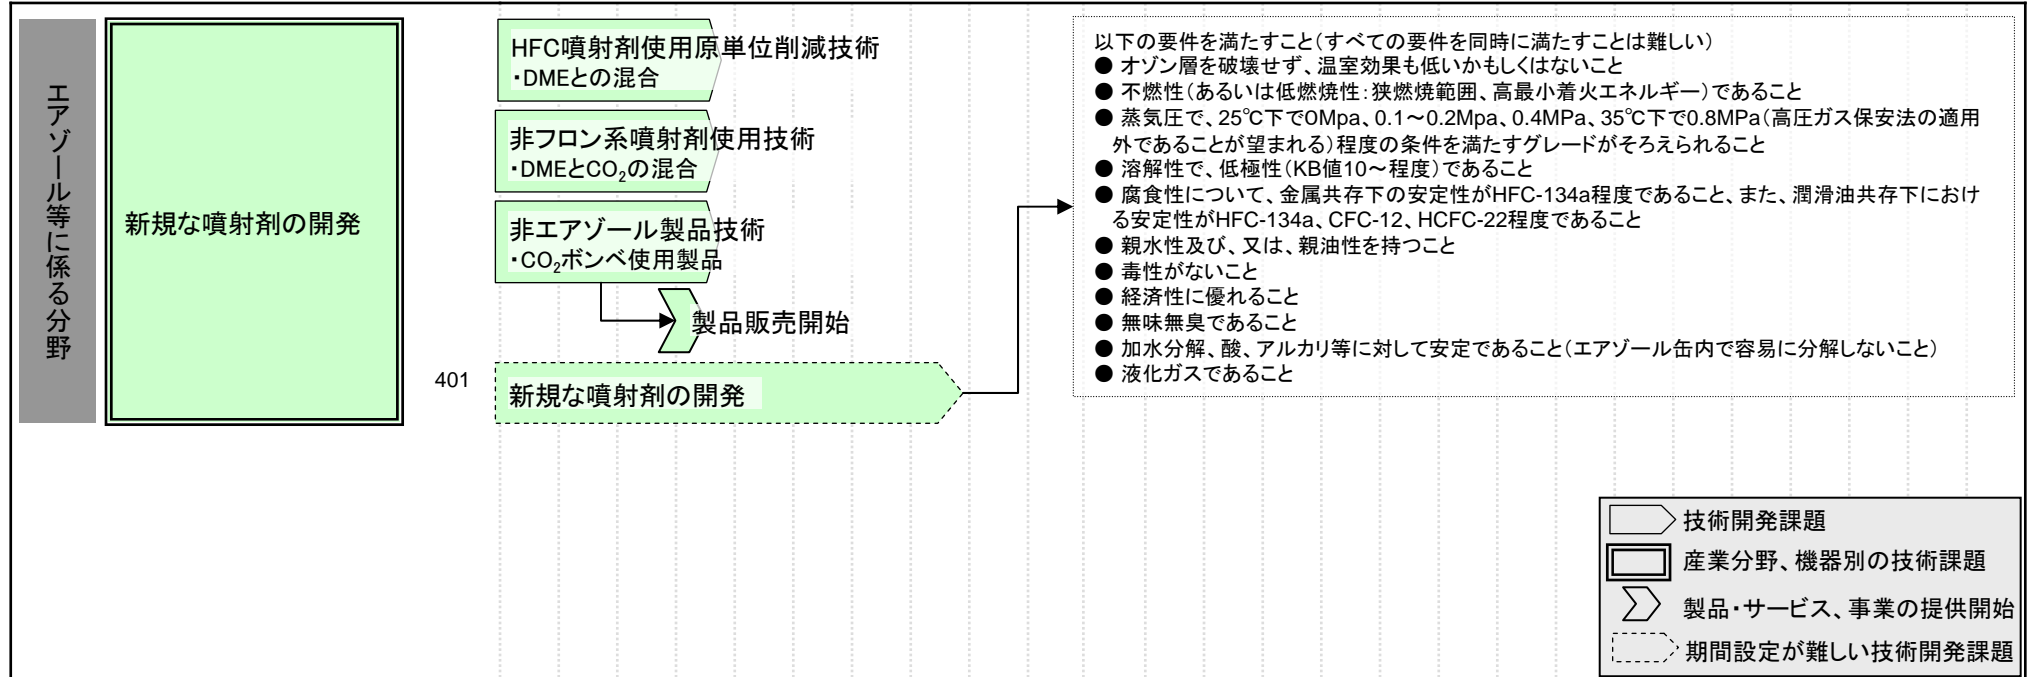 エアゾール等に係る分野
新規な噴射剤の開発
HFC噴射剤使用原単位削減技術
・DMEとの混合
非フロン系噴射剤使用技術
・DMEとCO₂の混合
非エアゾール製品技術
・CO₂ボンベ使用製品
製品販売開始
401
新規な噴射剤の開発
以下の要件を満たすこと(すべての要件を同時に満たすことは難しい)
● オゾン層を破壊せず、温室効果も低いかもしくはないこと
● 不燃性(あるいは低燃焼性:狭燃焼範囲、高最小着火エネルギー)であること
● 蒸気圧で、25℃下で0Mpa、0.1～0.2Mpa、0.4MPa、35℃下で0.8MPa(高圧ガス保安法の適用
外であることが望まれる)程度の条件を満たすグレードがそろえられること
● 溶解性で、低極性(KB値10～程度)であること
● 腐食性について、金属共存下の安定性がHFC-134a程度であること、また、潤滑油共存下におけ
る安定性がHFC-134a、CFC-12、HCFC-22程度であること
● 親水性及び、又は、親油性を持つこと
● 毒性がないこと
● 経済性に優れること
● 無味無臭であること
● 加水分解、酸、アルカリ等に対して安定であること(エアゾール缶内で容易に分解しないこと)
● 液化ガスであること
技術開発課題
産業分野、機器別の技術課題
製品・サービス、事業の提供開始
期間設定が難しい技術開発課題